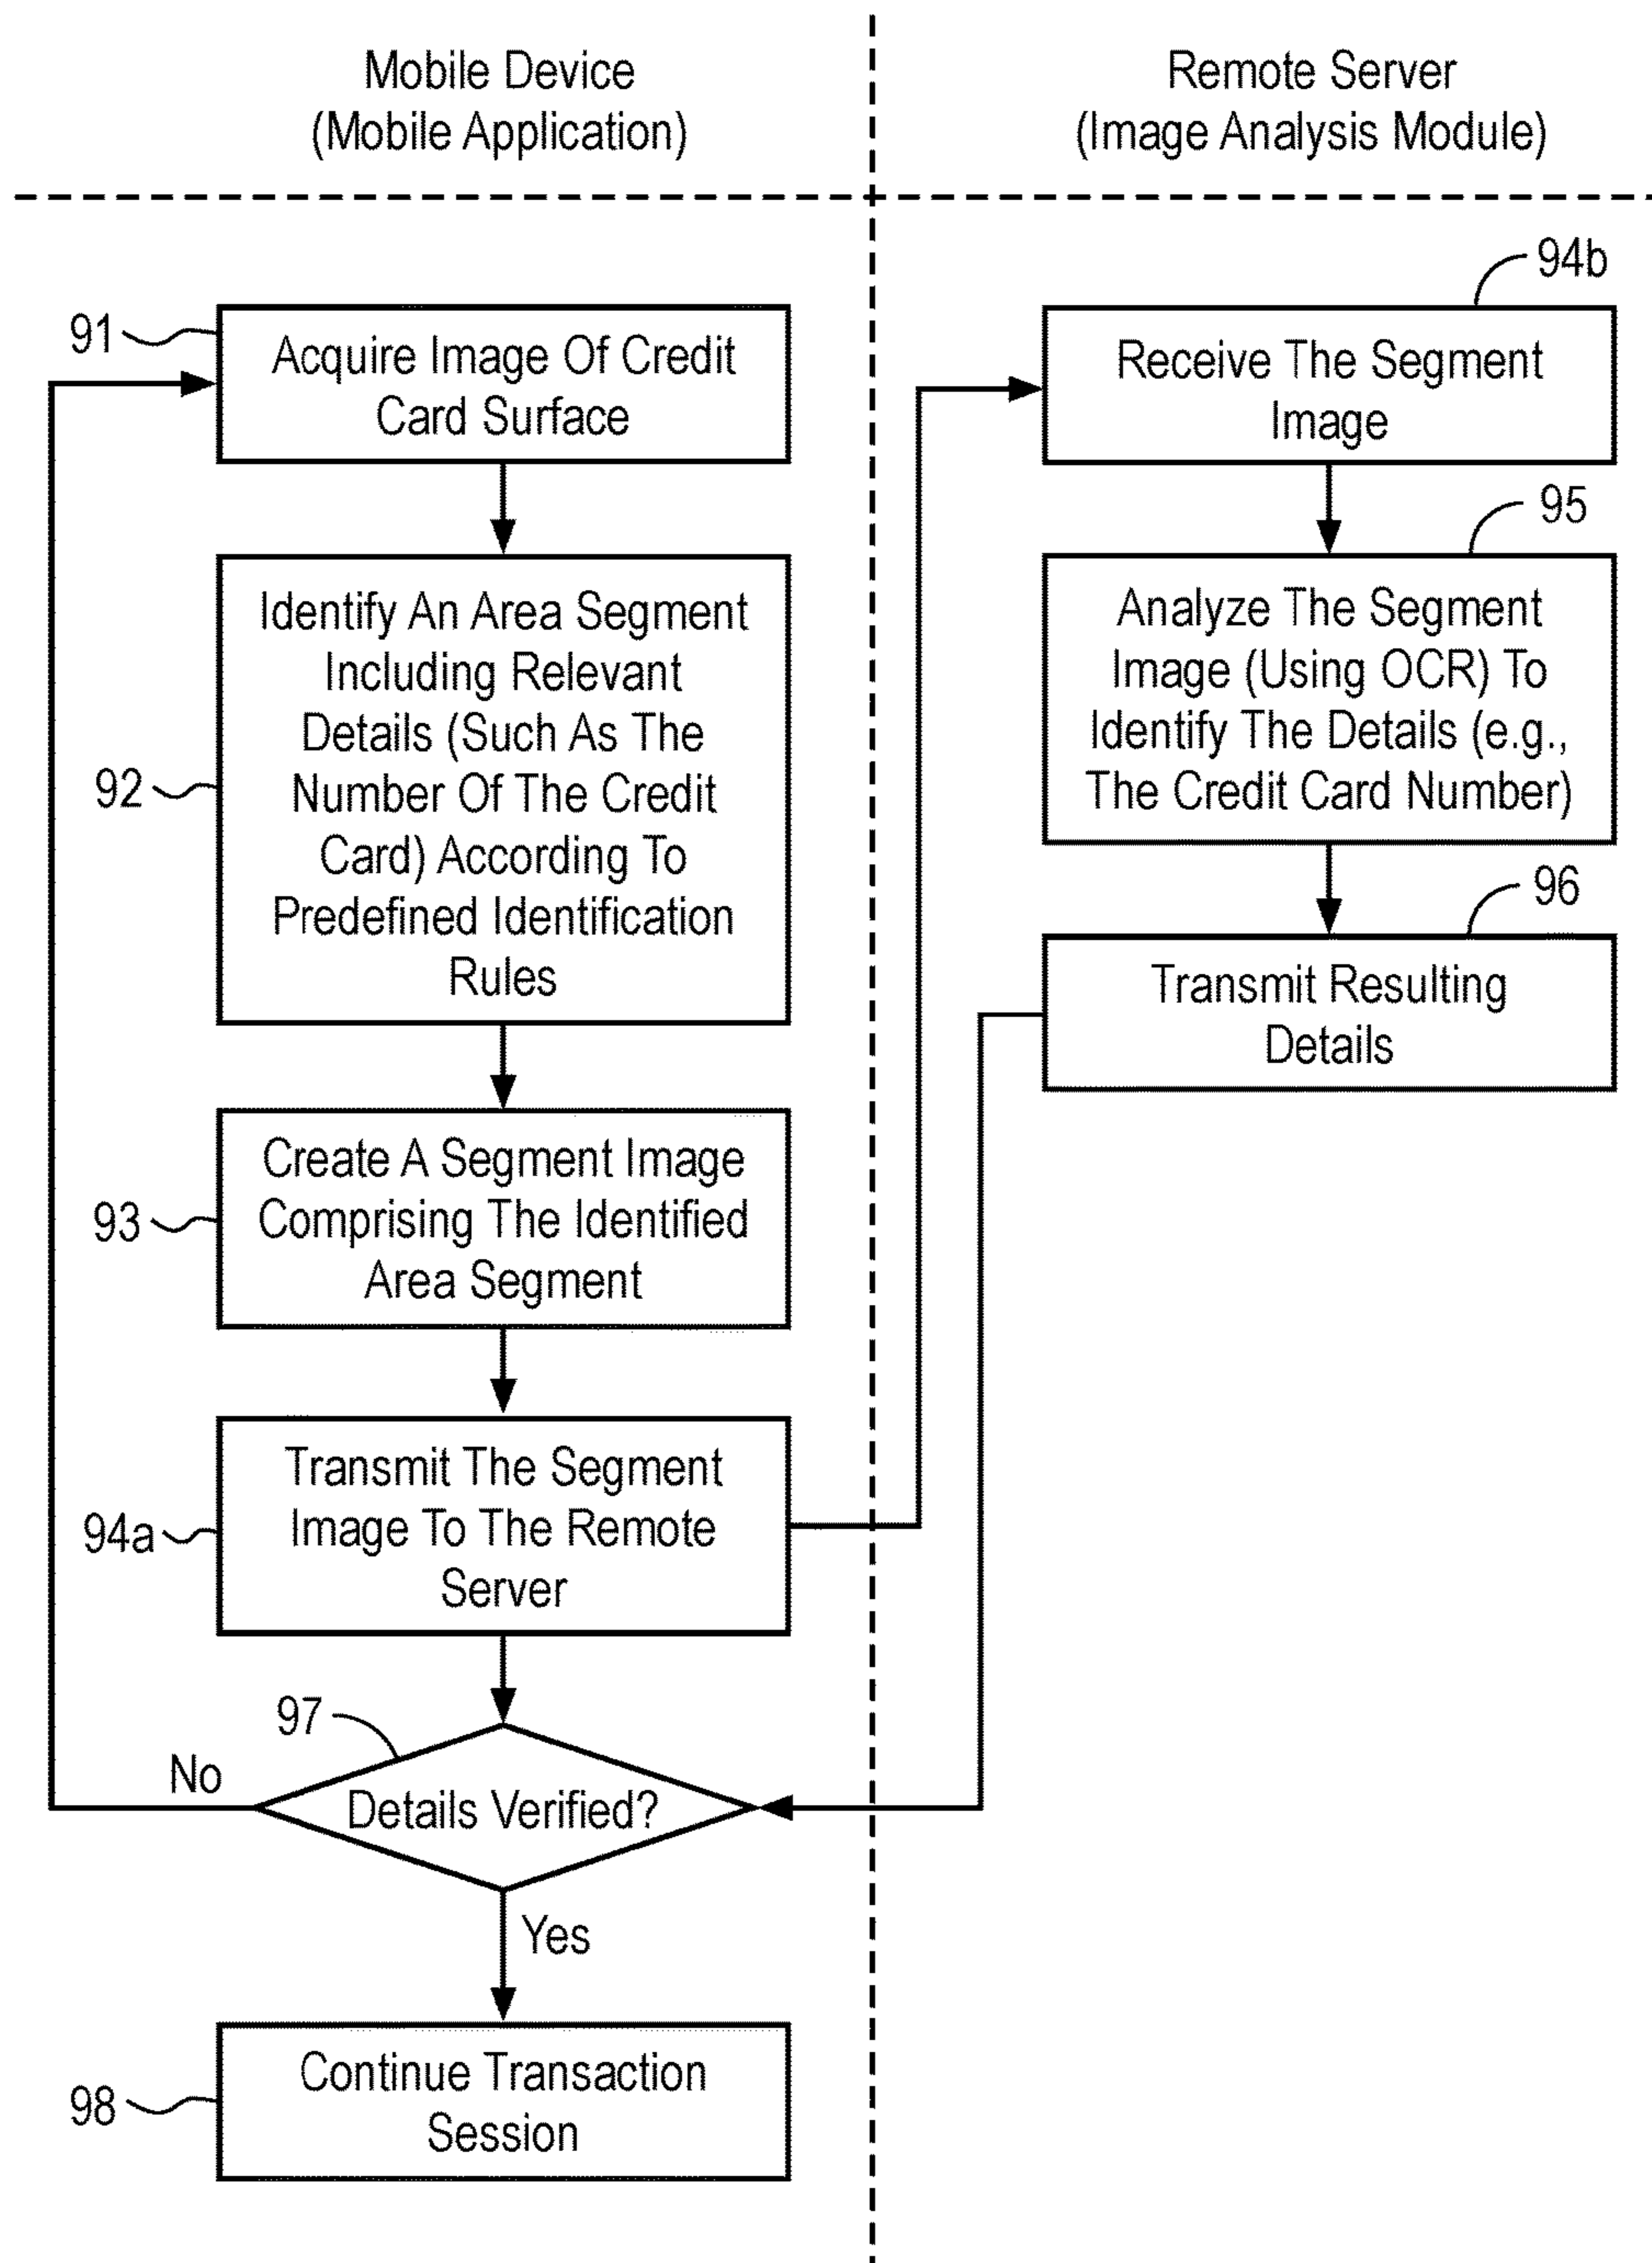 Mobile Device
(Mobile Application)
Remote Server
(Image Analysis Module)
91
Acquire Image Of Credit
Card Surface
92
Identify An Area Segment
Including Relevant
Details (Such As The
Number Of The Credit
Card) According To
Predefined Identification
Rules
93
Create A Segment Image
Comprising The Identified
Area Segment
94a
Transmit The Segment
Image To The Remote
Server
94b
Receive The Segment
Image
95
Analyze The Segment
Image (Using OCR) To
Identify The Details (e.g.,
The Credit Card Number)
96
Transmit Resulting
Details
97
No
Details Verified?
Yes
98
Continue Transaction
Session